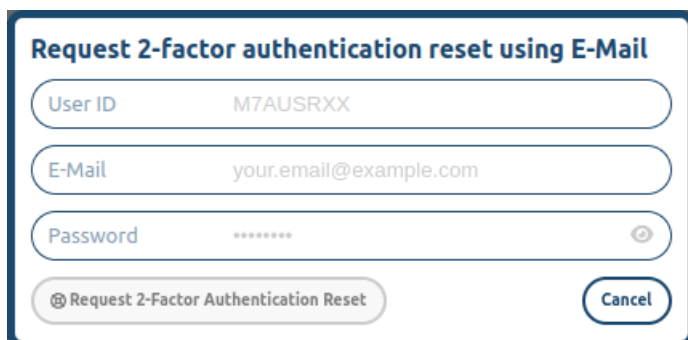 Request 2-factor authentication reset using E-Mail
User ID M7AUSRXX
E-Mail your.email@example.com
Password ••••••••
Request 2-Factor Authentication Reset Cancel